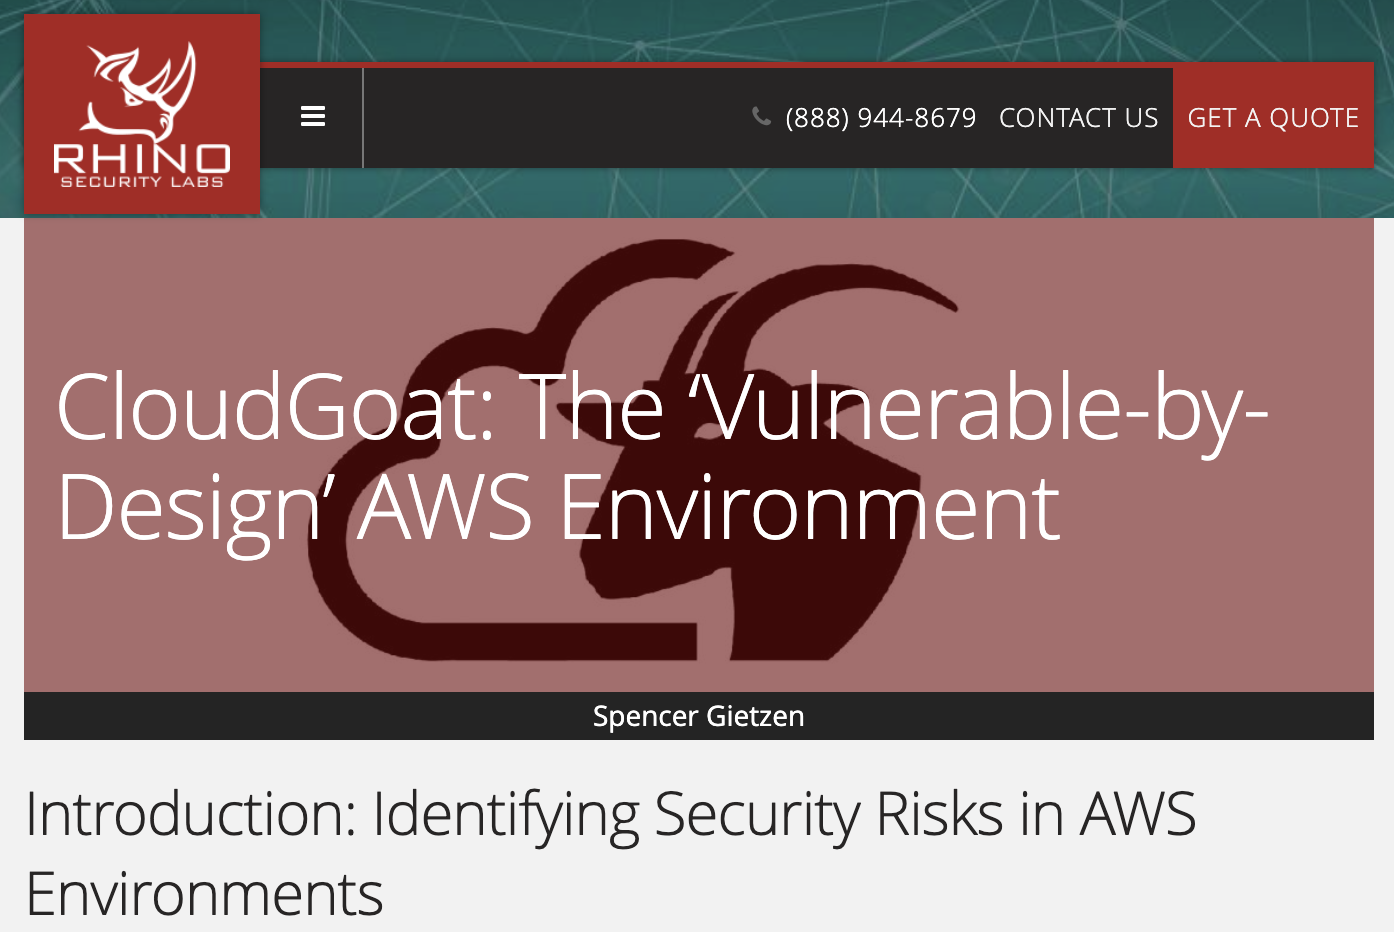 RHINO
SECURITY LABS
(888) 944-8679 CONTACT US GET A QUOTE
CloudGoat: The ‘Vulnerable-by-
Design’ AWS Environment
Spencer Gietzen
Introduction: Identifying Security Risks in AWS
Environments